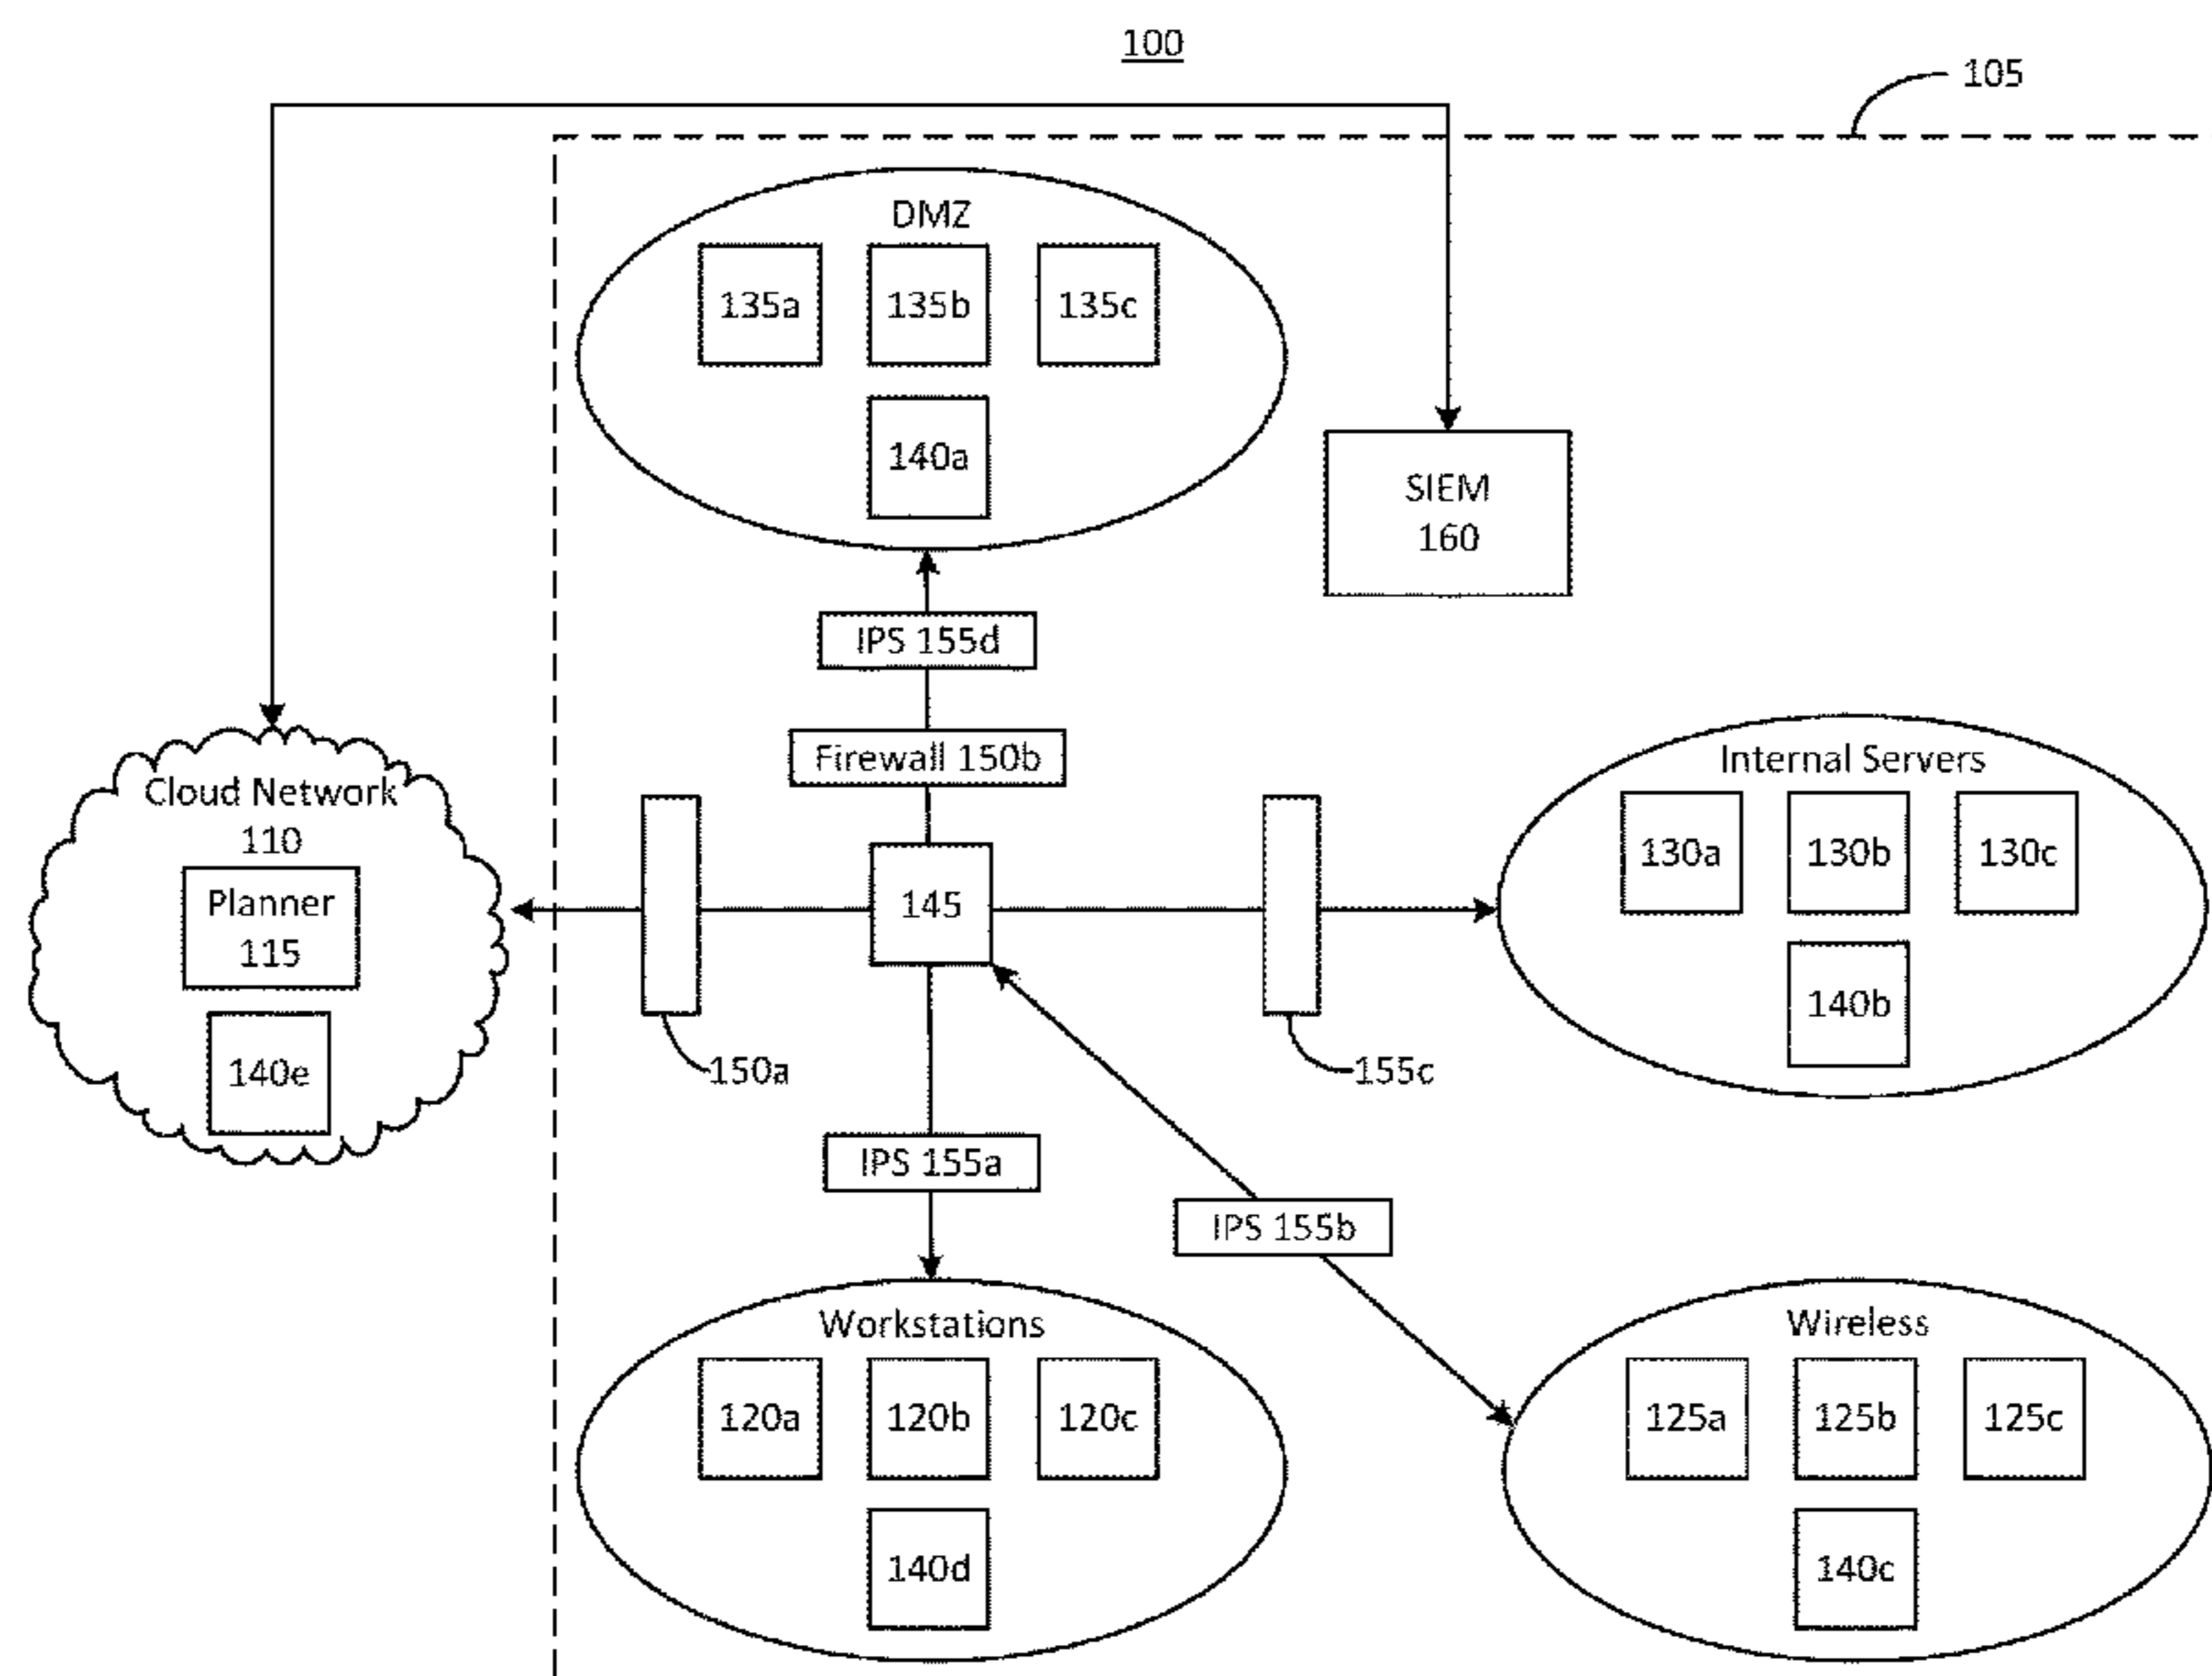 100
105
DMZ
135a 135b 135c
140a
SIEM
160
IPS 155d
Firewall 150b
Cloud Network
110
Planner
115
140e
145
150a
155c
Internal Servers
130a 130b 130c
140b
IPS 155a
IPS 155b
Workstations
120a 120b 120c
140d
Wireless
125a 125b 125c
140c